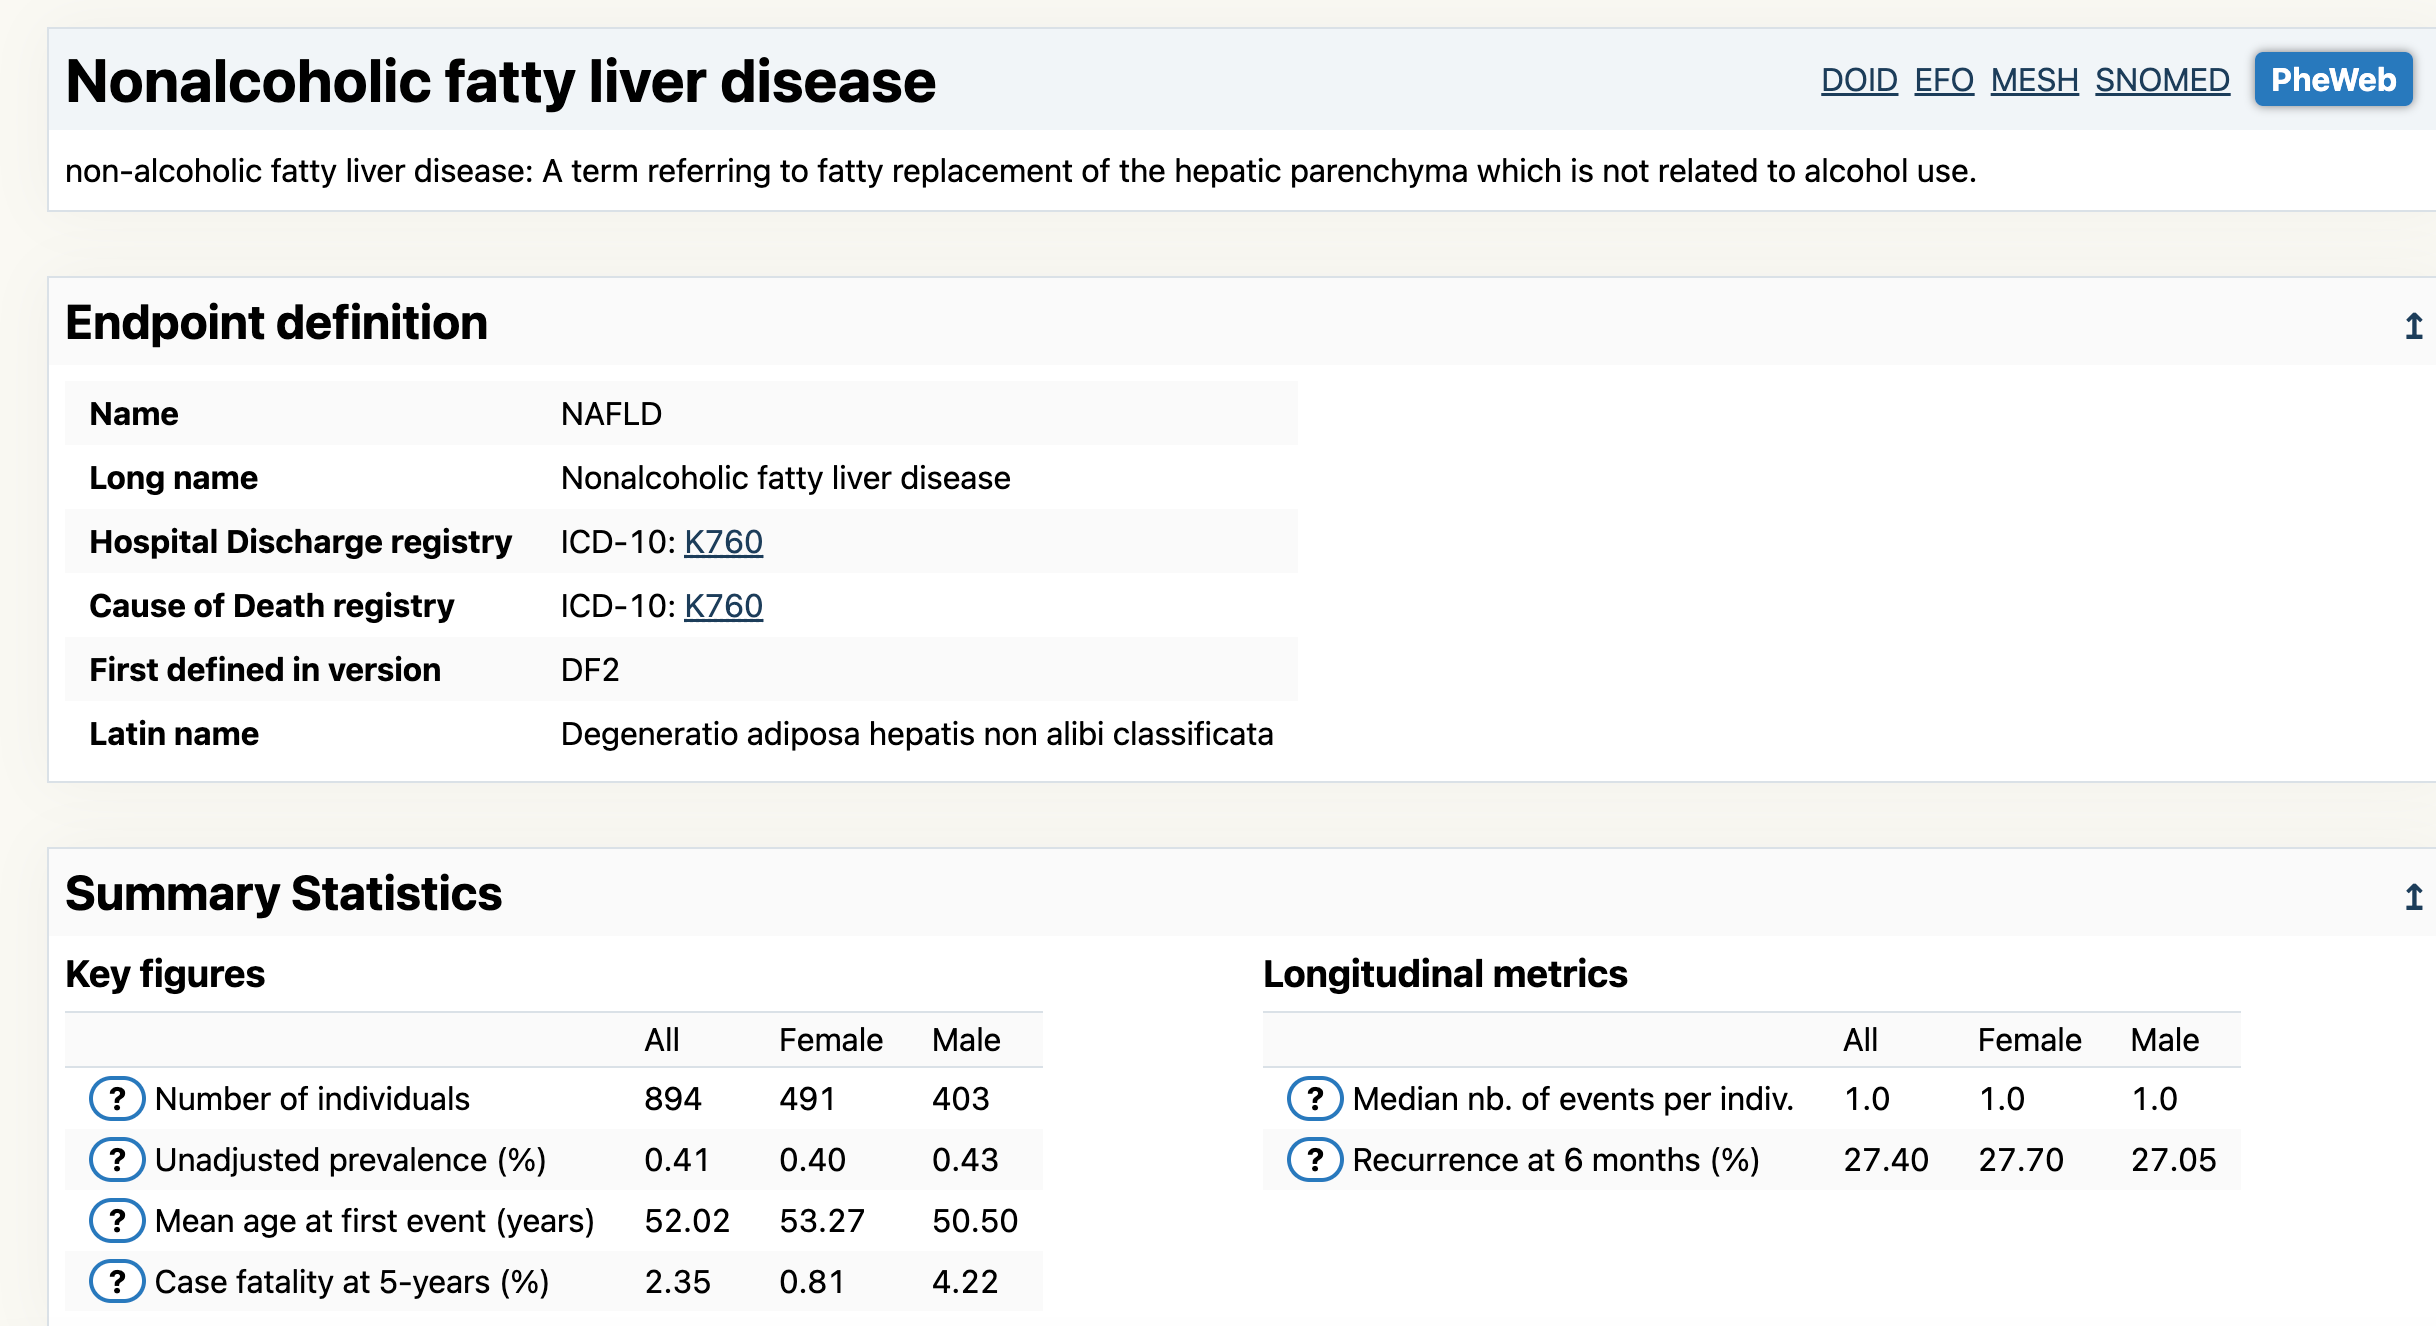 Nonalcoholic fatty liver disease
DOID EFO MESH SNOMED PheWeb
non-alcoholic fatty liver disease: A term referring to fatty replacement of the hepatic parenchyma which is not related to alcohol use.
Endpoint definition ↥
Name NAFLD
Long name Nonalcoholic fatty liver disease
Hospital Discharge registry ICD-10: K760
Cause of Death registry ICD-10: K760
First defined in version DF2
Latin name Degeneratio adiposa hepatis non alibi classificata
Summary Statistics ↥
Key figures
All Female Male
? Number of individuals 894 491 403
? Unadjusted prevalence (%) 0.41 0.40 0.43
? Mean age at first event (years) 52.02 53.27 50.50
? Case fatality at 5-years (%) 2.35 0.81 4.22
Longitudinal metrics
All Female Male
? Median nb. of events per indiv. 1.0 1.0 1.0
? Recurrence at 6 months (%) 27.40 27.70 27.05